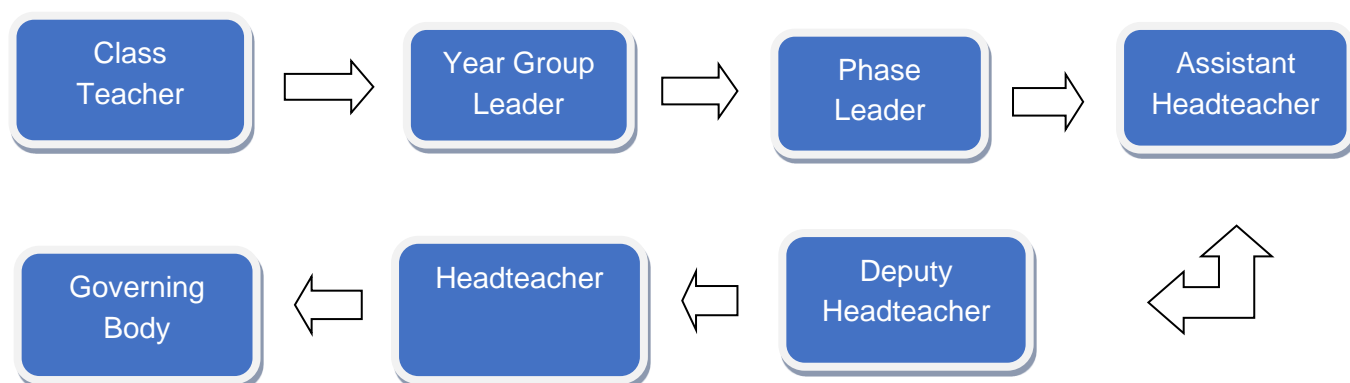 Class
Teacher
Year Group
Leader
Phase
Leader
Assistant
Headteacher
Deputy
Headteacher
Headteacher
Governing
Body